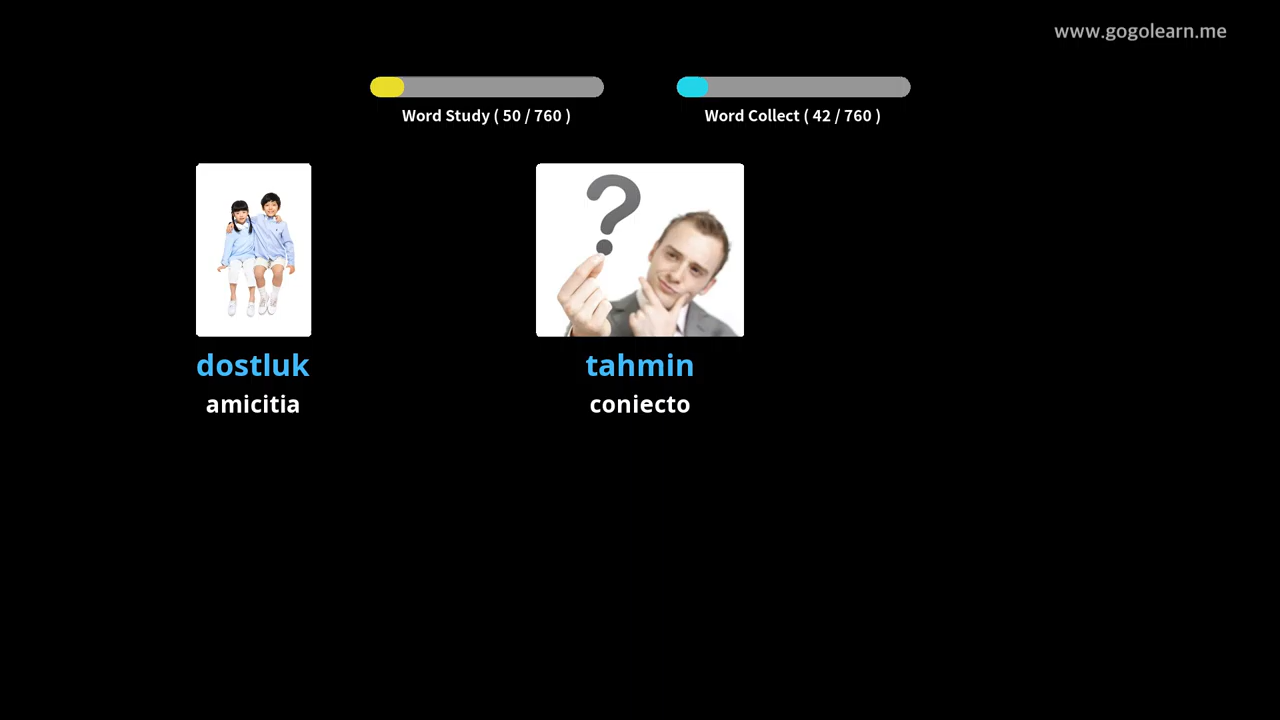 www.gogolearn.me
Word Study ( 50 / 760 )
Word Collect ( 42 / 760 )
?
dostluk
amicitia
tahmin
coniecto